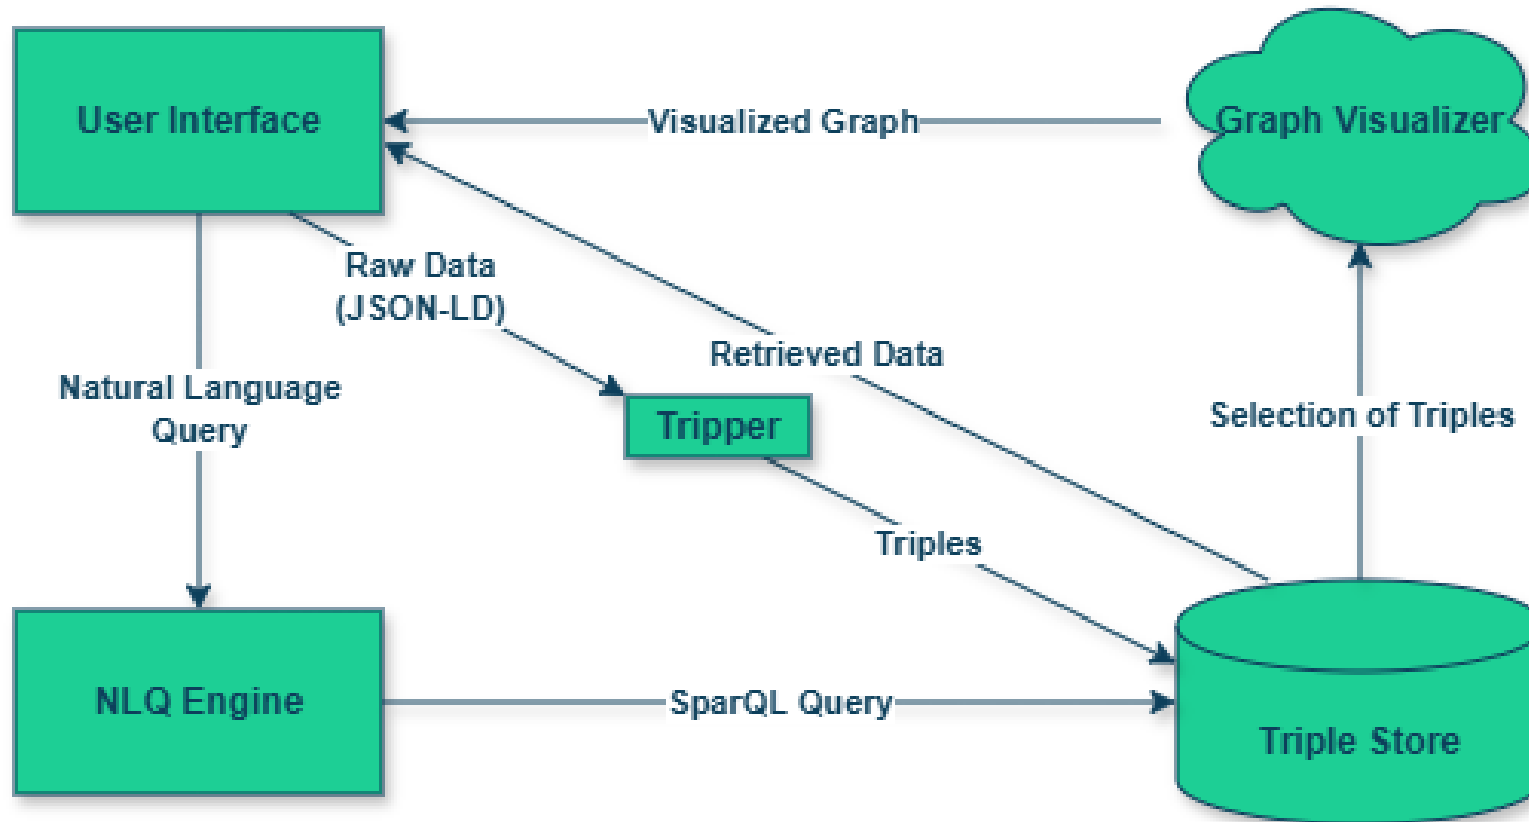 User Interface
Visualized Graph
Graph Visualizer
Raw Data
(JSON-LD)
Retrieved Data
Natural Language
Query
Tripper
Selection of Triples
Triples
NLQ Engine
SparQL Query
Triple Store